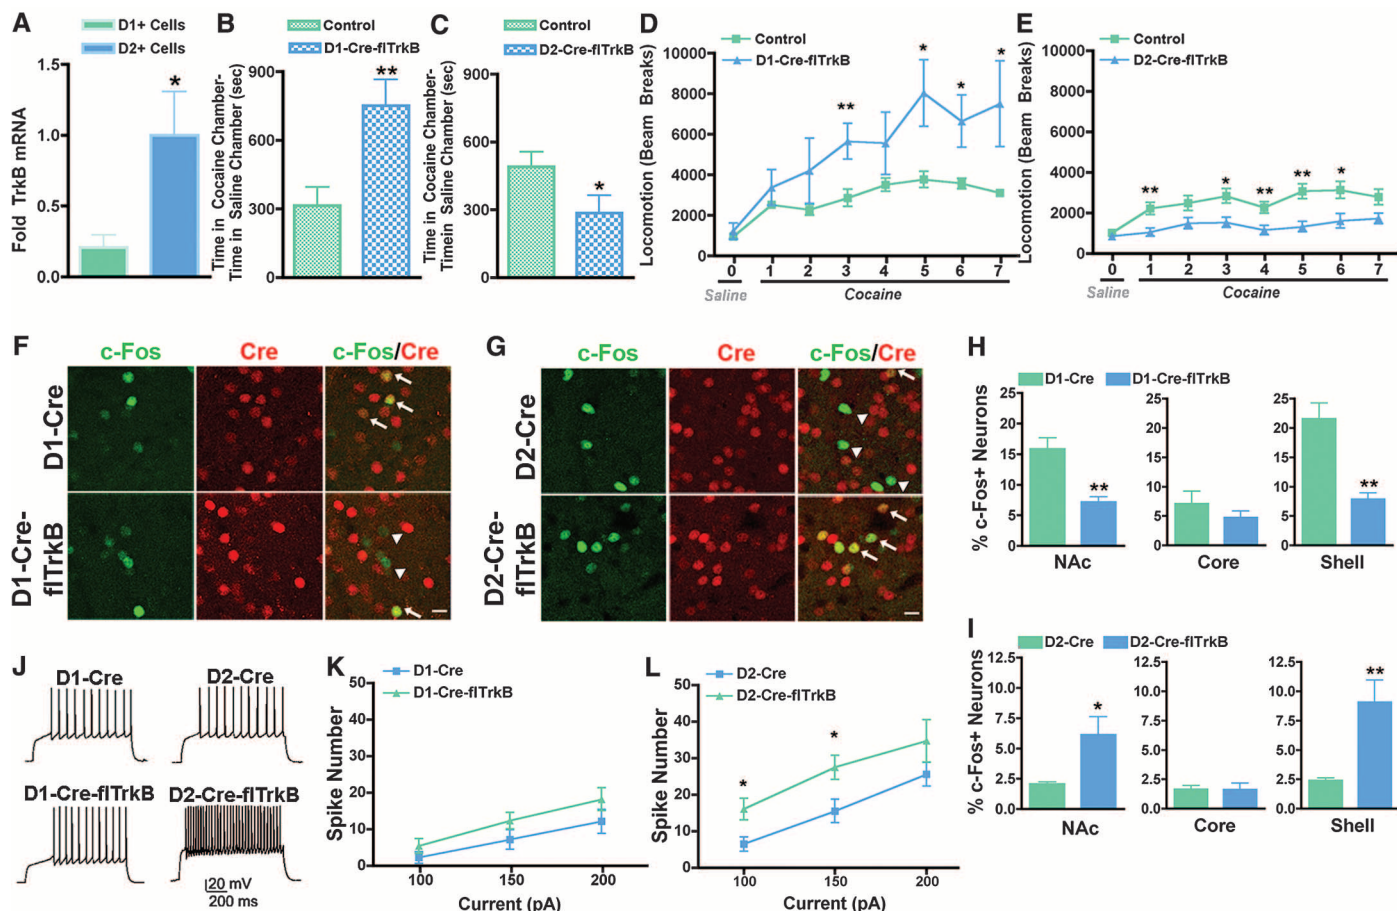 A
D1+ Cells
D2+ Cells
Fold TrkB mRNA
1.5
1.0
0.5
0.0
*
B
Control
D1-Cre-flTrkB
Time in Cocaine Chamber-
Time in Saline Chamber (sec)
900
600
300
0
**
C
Control
D2-Cre-flTrkB
Time in Cocaine Chamber-
Timein Saline Chamber (sec)
900
600
300
0
*
D
Control
D1-Cre-flTrkB
Locomotion (Beam Breaks)
10000
8000
6000
4000
2000
0
** * * *
0 1 2 3 4 5 6 7
Saline Cocaine
E
Control
D2-Cre-flTrkB
Locomotion (Beam Breaks)
10000
8000
6000
4000
2000
0
** * ** ** *
0 1 2 3 4 5 6 7
Saline Cocaine
F
c-Fos Cre c-Fos/Cre
D1-Cre
D1-Cre-
flTrkB
G
c-Fos Cre c-Fos/Cre
D2-Cre
D2-Cre-
flTrkB
H
D1-Cre D1-Cre-flTrkB
% c-Fos+ Neurons
25
20
15
10
5
0
**
NAc
25
20
15
10
5
0
Core
25
20
15
10
5
0
**
Shell
I
D2-Cre D2-Cre-flTrkB
% c-Fos+ Neurons
12.5
10.0
7.5
5.0
2.5
0.0
*
NAc
12.5
10.0
7.5
5.0
2.5
0.0
Core
12.5
10.0
7.5
5.0
2.5
0.0
**
Shell
J
D1-Cre D2-Cre
D1-Cre-flTrkB D2-Cre-flTrkB
20 mV
200 ms
K
D1-Cre
D1-Cre-flTrkB
Spike Number
50
40
30
20
10
0
100 150 200
Current (pA)
L
D2-Cre
D2-Cre-flTrkB
Spike Number
50
40
30
20
10
0
* *
100 150 200
Current (pA)